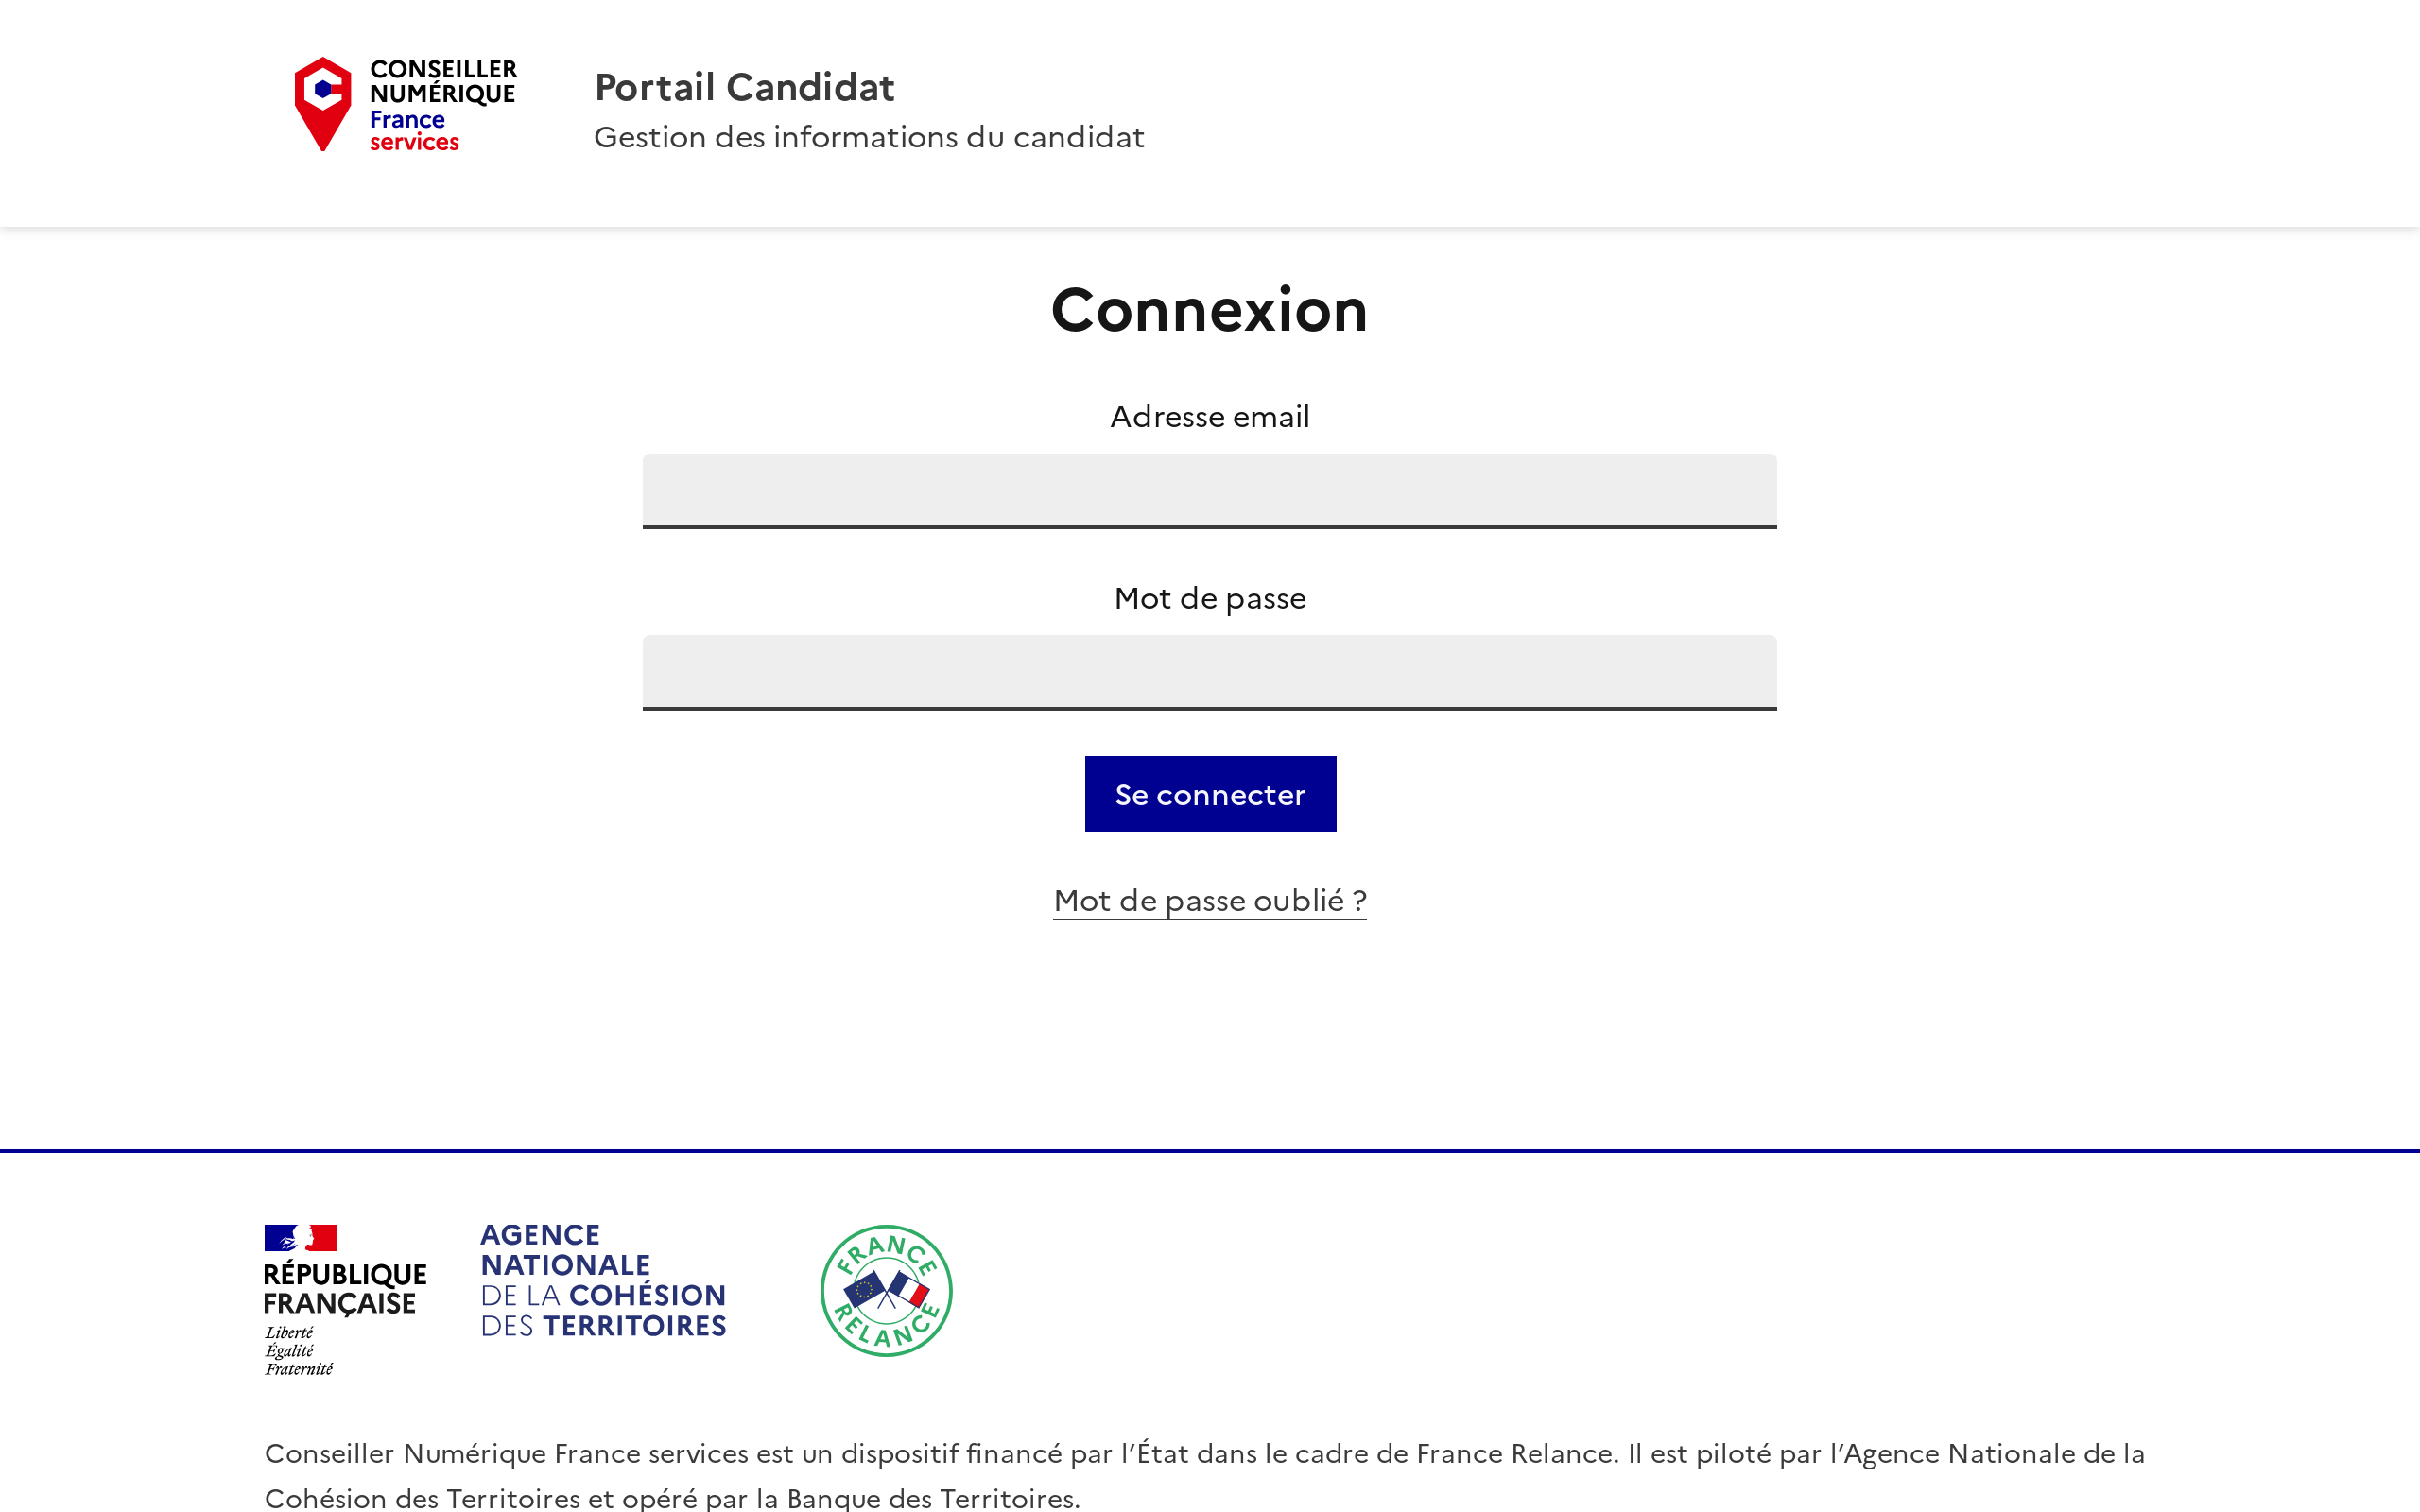 CONSEILLER
NUMÉRIQUE
France
services
Portail Candidat
Gestion des informations du candidat
Connexion
Adresse email
Mot de passe
Se connecter
Mot de passe oublié ?
RÉPUBLIQUE
FRANÇAISE
Liberté
Égalité
Fraternité
AGENCE
NATIONALE
DE LA COHÉSION
DES TERRITOIRES
FRANCE
RELANCE
Conseiller Numérique France services est un dispositif financé par l’État dans le cadre de France Relance. Il est piloté par l’Agence Nationale de la
Cohésion des Territoires et opéré par la Banque des Territoires.